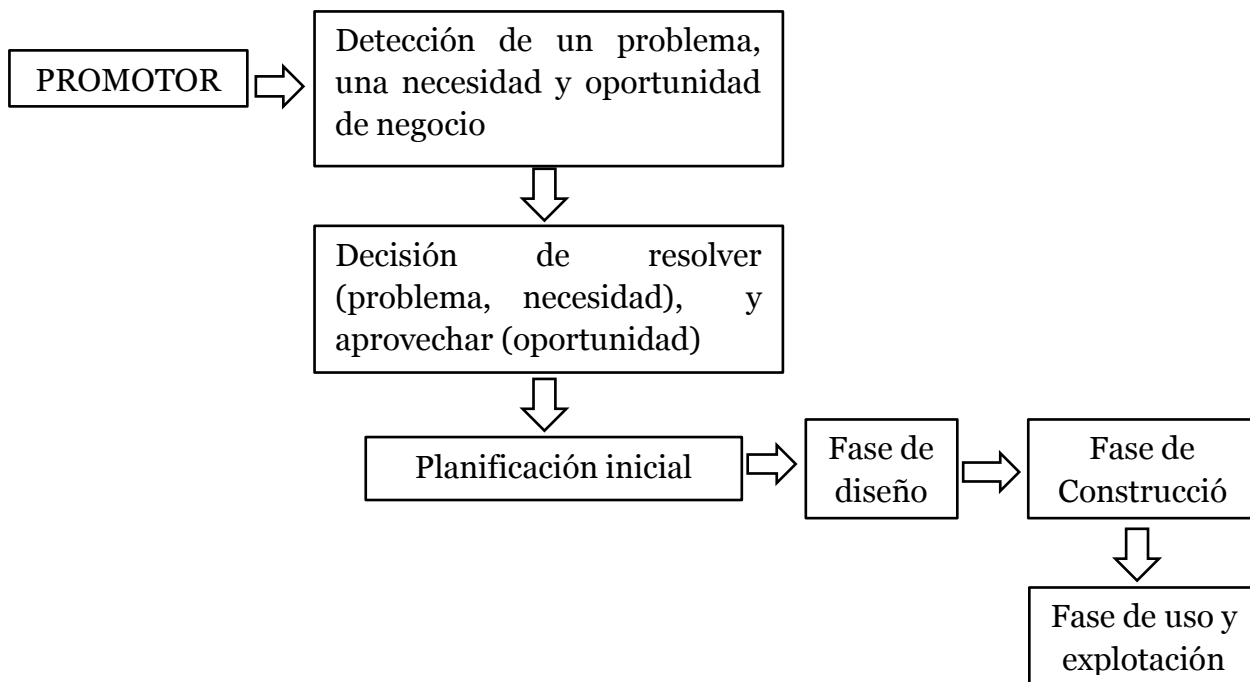 PROMOTOR
Detección de un problema,
una necesidad y oportunidad
de negocio
Decisión de resolver
(problema, necesidad), y
aprovechar (oportunidad)
Planificación inicial
Fase de
diseño
Fase de
Construcció
Fase de uso y
explotación